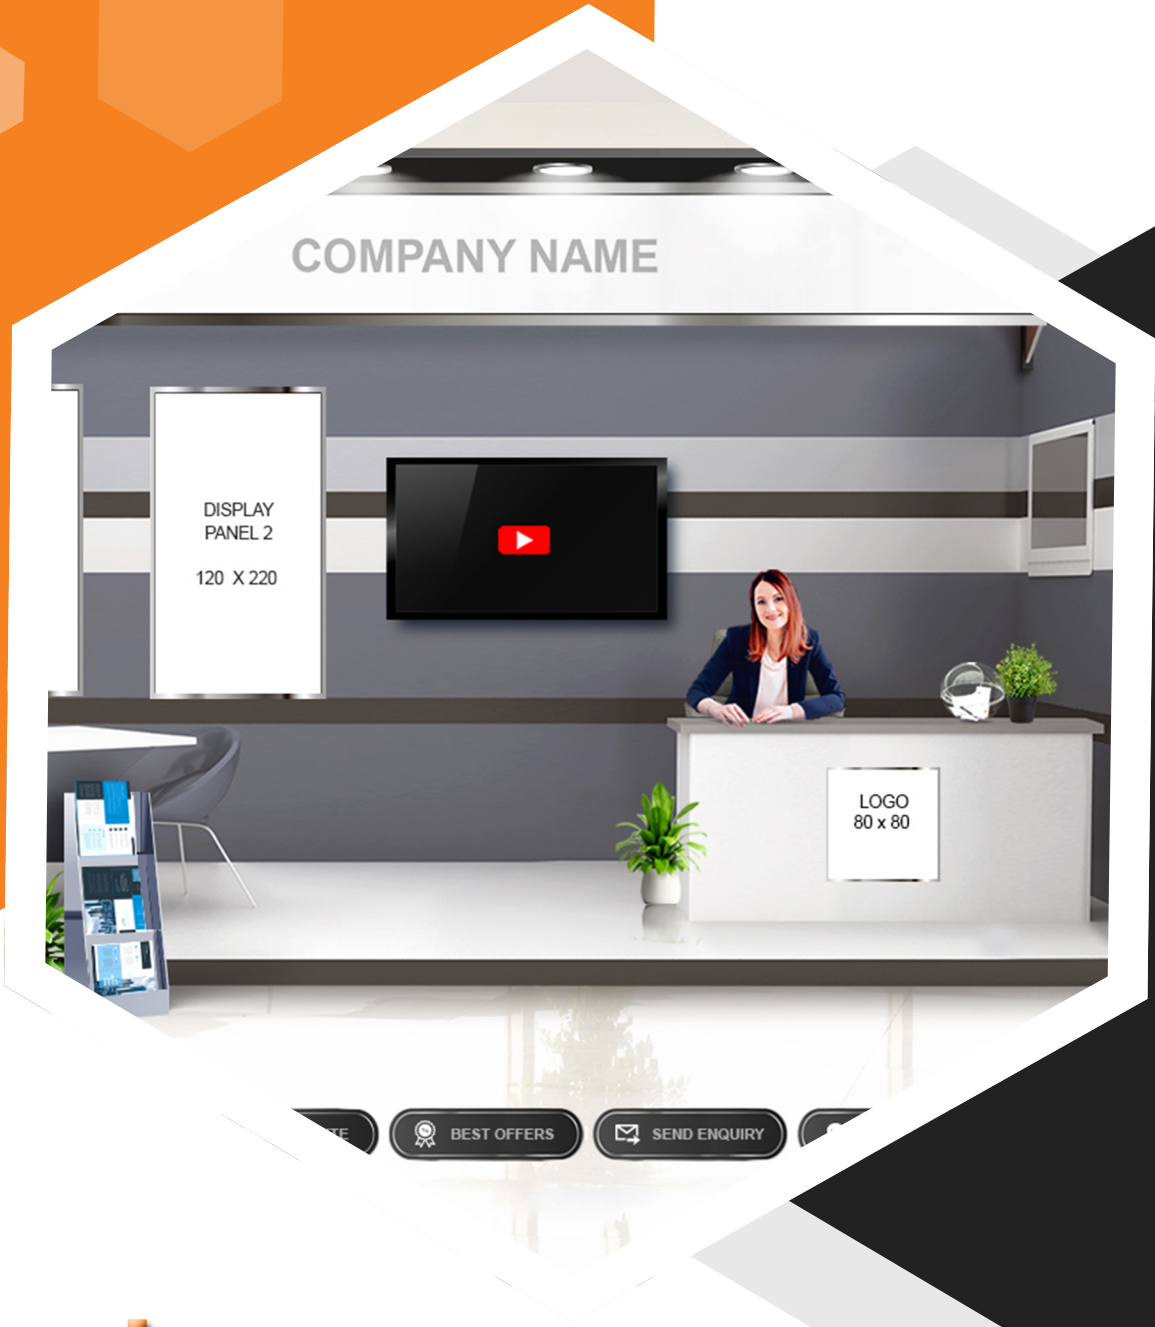 COMPANY NAME
DISPLAY
PANEL 2
120 X 220
LOGO
80 x 80
BEST OFFERS
SEND ENQUIRY